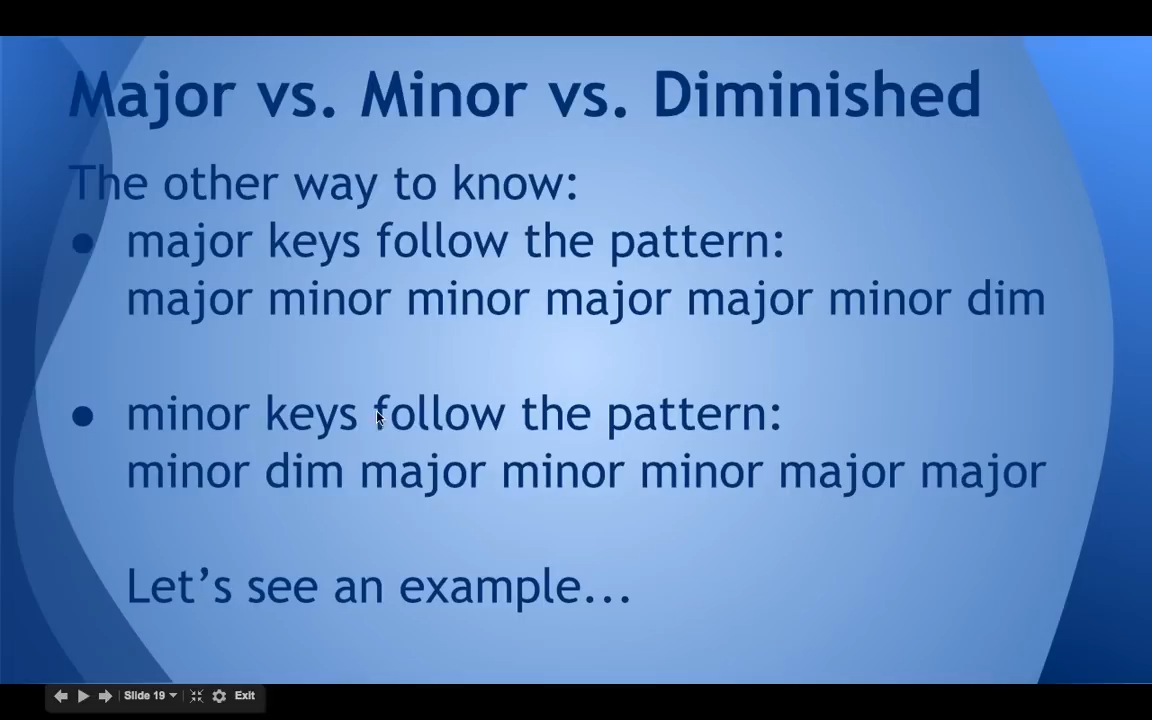 Major vs. Minor vs. Diminished
The other way to know:
● major keys follow the pattern:
major minor minor major major minor dim
● minor keys follow the pattern:
minor dim major minor minor major major
Let's see an example...
Slide 19
Exit